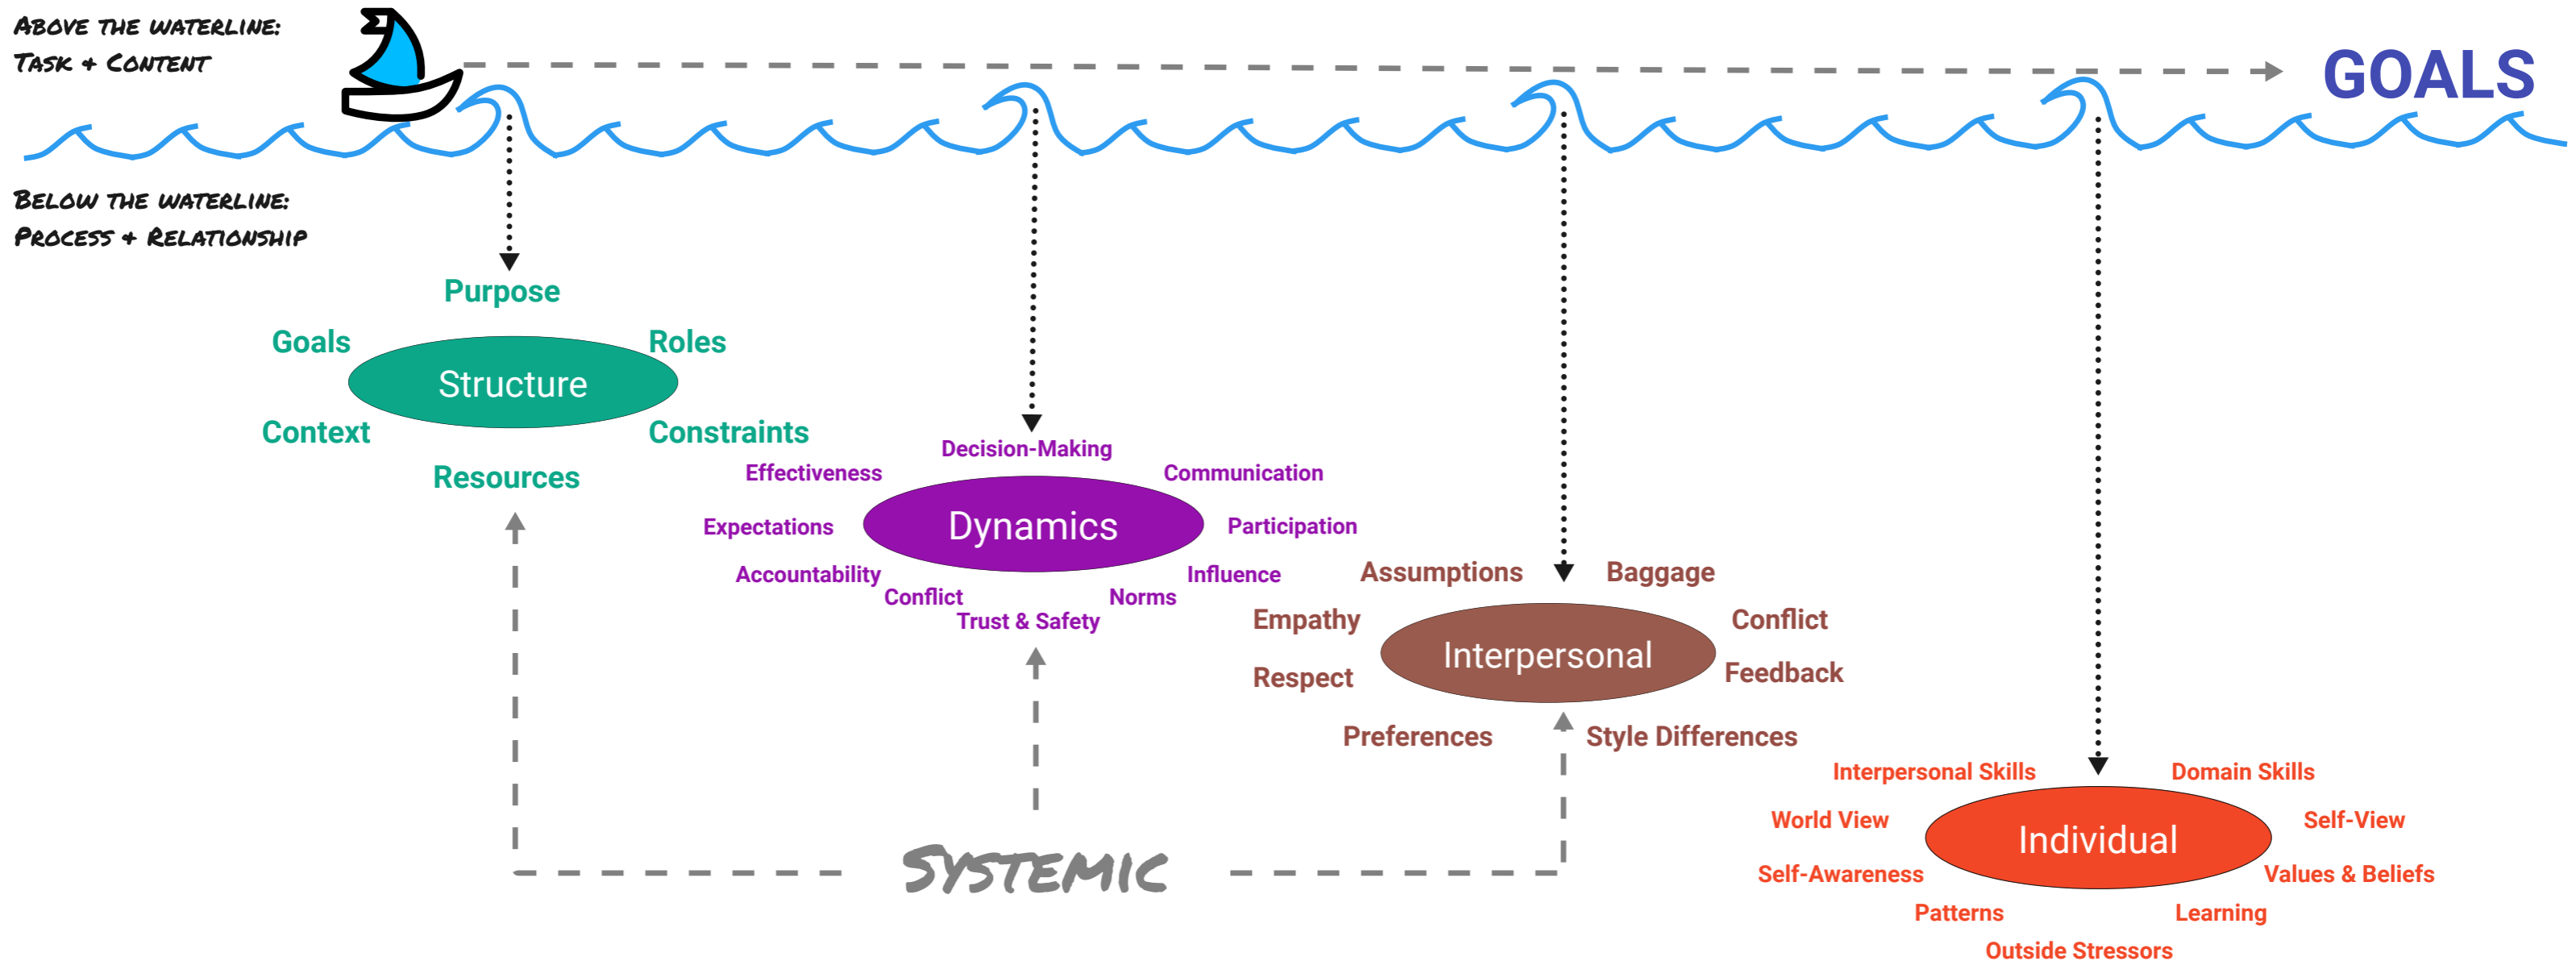 ABOVE THE WATERLINE:
TASK + CONTENT
GOALS
BELOW THE WATERLINE:
PROCESS + RELATIONSHIP
Purpose
Goals
Roles
Structure
Context
Constraints
Resources
Decision-Making
Effectiveness
Communication
Expectations
Dynamics
Participation
Accountability
Influence
Conflict
Norms
Trust & Safety
Assumptions
Baggage
Empathy
Conflict
Interpersonal
Respect
Feedback
Preferences
Style Differences
SYSTEMIC
Interpersonal Skills
Domain Skills
World View
Self-View
Individual
Self-Awareness
Values & Beliefs
Patterns
Learning
Outside Stressors